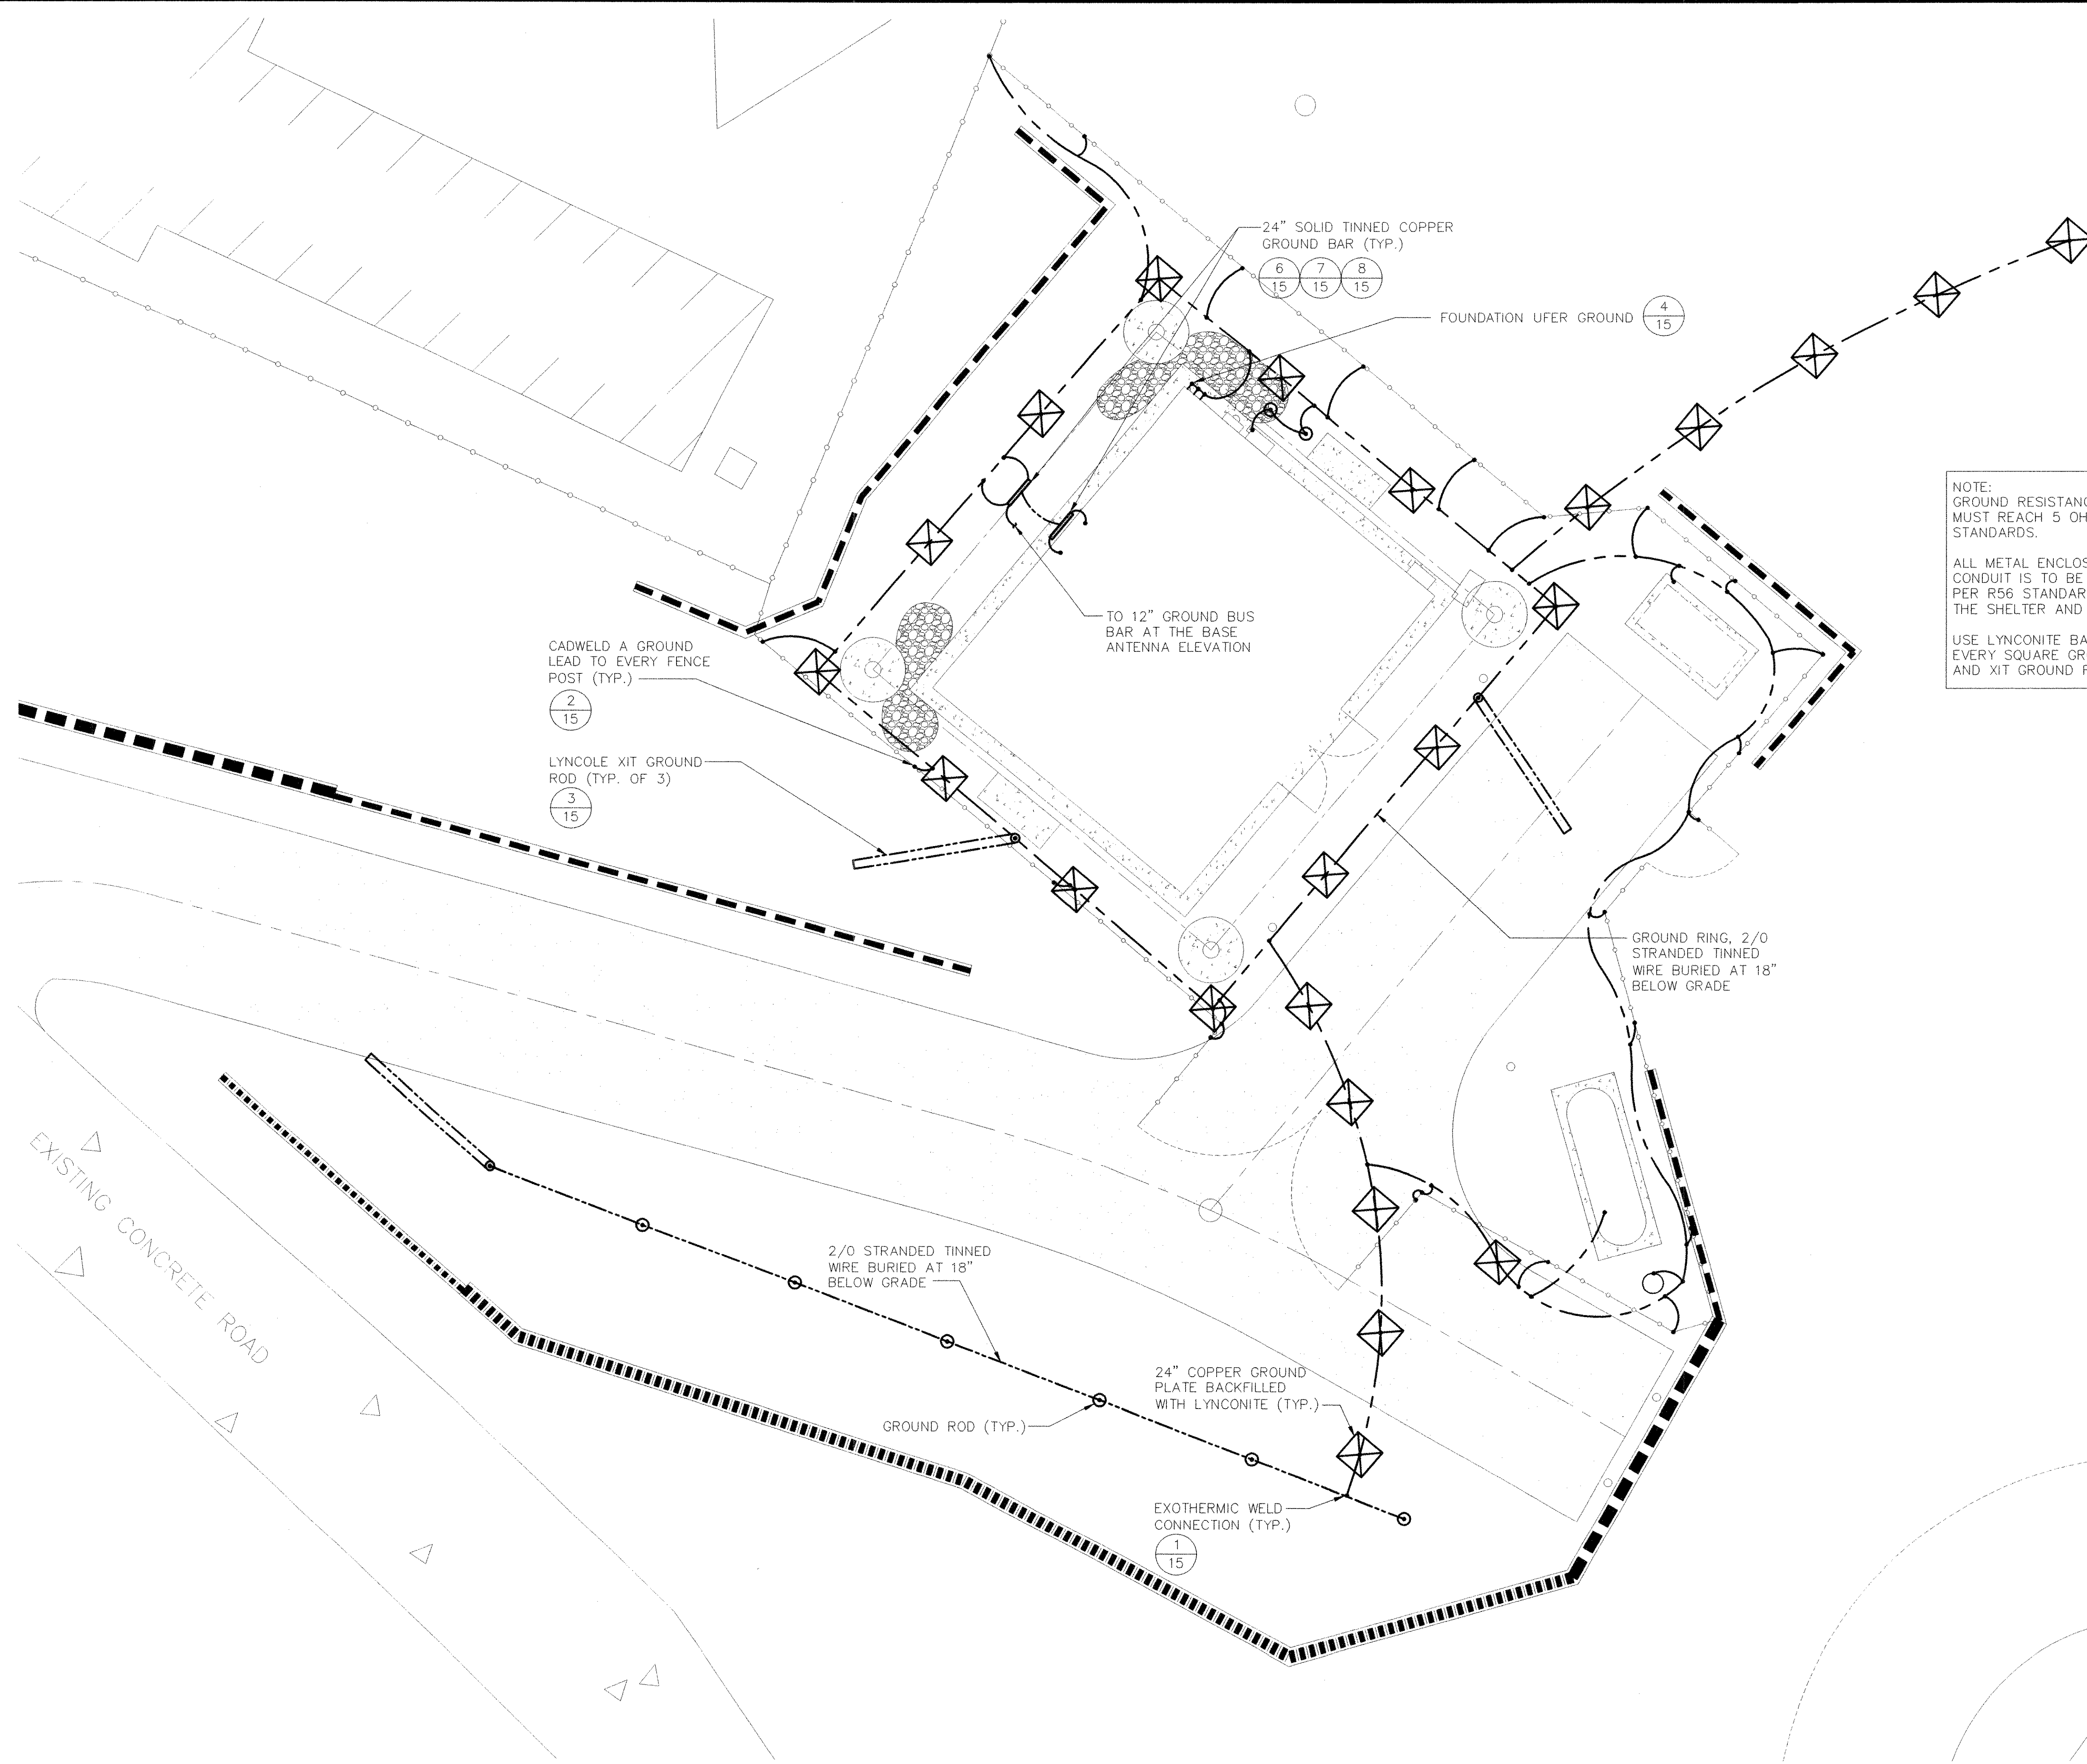 24" SOLID TINNED COPPER
GROUND BAR (TYP.)
6 7 8
15 15 15
FOUNDATION UFER GROUND
4
15
NOTE:
GROUND RESISTANC
MUST REACH 5 OH
STANDARDS.
ALL METAL ENCLOS
CONDUIT IS TO BE
PER R56 STANDAR
THE SHELTER AND
USE LYNCONITE BA
EVERY SQUARE GR
AND XIT GROUND
TO 12" GROUND BUS
BAR AT THE BASE
ANTENNA ELEVATION
CADWELD A GROUND
LEAD TO EVERY FENCE
POST (TYP.)
2
15
LYNCOLE XIT GROUND
ROD (TYP. OF 3)
3
15
GROUND RING, 2/0
STRANDED TINNED
WIRE BURIED AT 18"
BELOW GRADE
EXISTING CONCRETE ROAD
2/0 STRANDED TINNED
WIRE BURIED AT 18"
BELOW GRADE
24" COPPER GROUND
PLATE BACKFILLED
WITH LYNCONITE (TYP.)
GROUND ROD (TYP.)
EXOTHERMIC WELD
CONNECTION (TYP.)
1
15